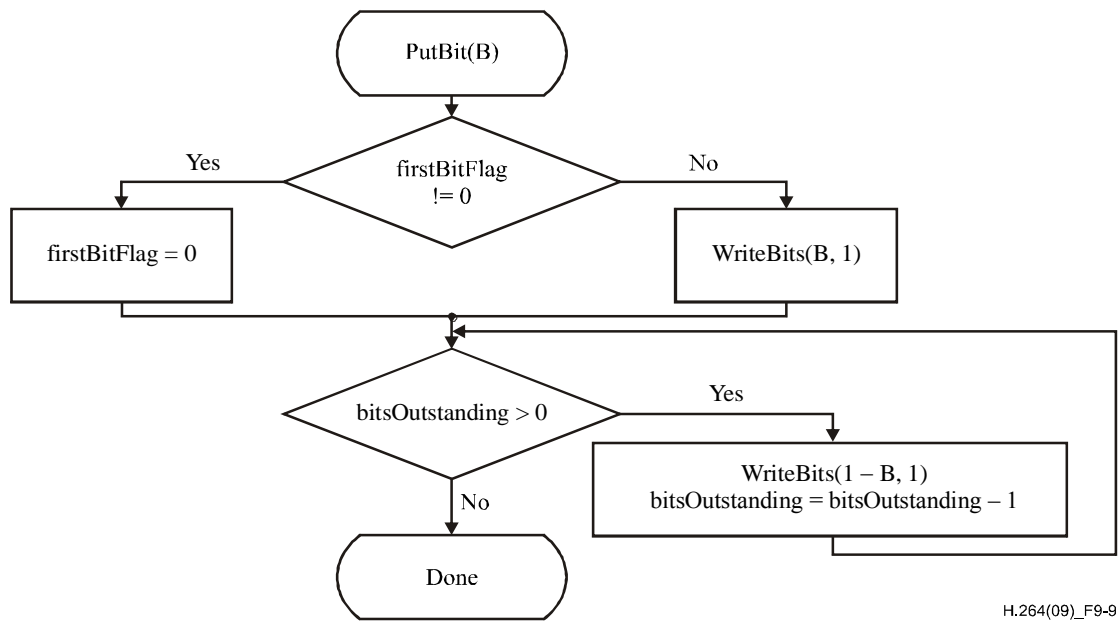 PutBit(B)
Yes
firstBitFlag
!= 0
No
firstBitFlag = 0
WriteBits(B, 1)
bitsOutstanding > 0
Yes
WriteBits(1 – B, 1)
bitsOutstanding = bitsOutstanding – 1
No
Done
H.264(09)_F9-9